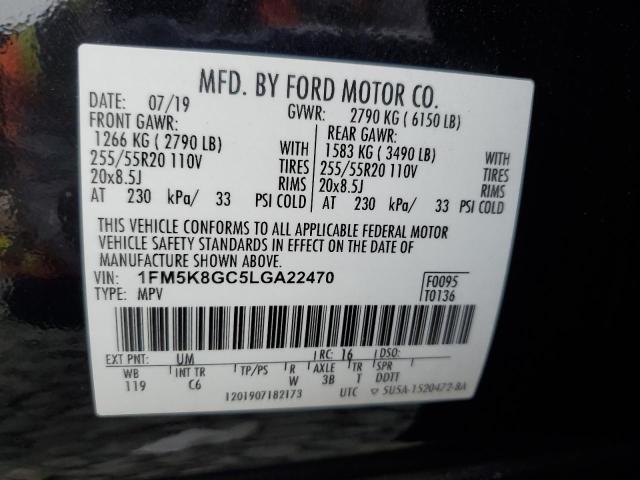 MFD. BY FORD MOTOR CO.
DATE: 07/19 GVWR: 2790 KG ( 6150 LB)
FRONT GAWR: REAR GAWR:
1266 KG ( 2790 LB) WITH 1583 KG ( 3490 LB) WITH
255/55R20 110V TIRES 255/55R20 110V TIRES
20x8.5J RIMS 20x8.5J RIMS
AT 230 kPa/ 33 PSI COLD AT 230 kPa/ 33 PSI COLD
THIS VEHICLE CONFORMS TO ALL APPLICABLE FEDERAL MOTOR
VEHICLE SAFETY STANDARDS IN EFFECT ON THE DATE OF
MANUFACTURE SHOWN ABOVE.
VIN: 1FM5K8GC5LGA22470 F0095
TYPE: MPV T0136
EXT PNT: UM RC: 16 DSO:
WB INT TR TP/PS R AXLE TR SPR
119 C6 W 3B T DDTT
1201907182173 UTC 5USA-1520472-BA